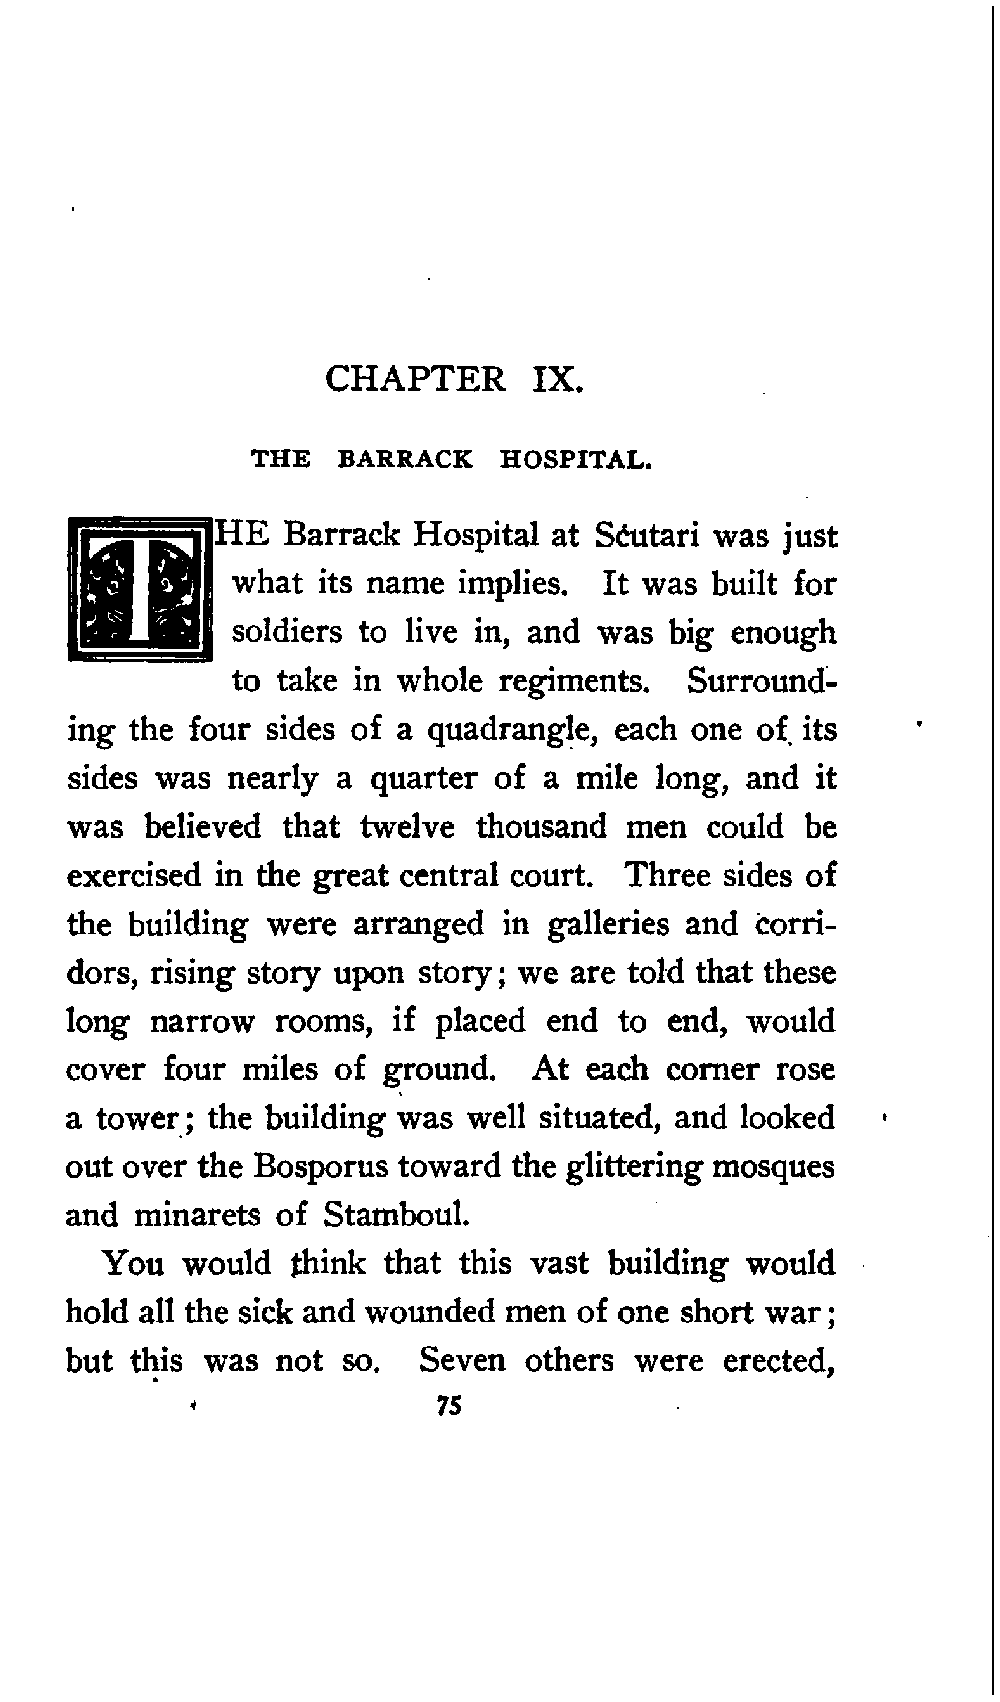 CHAPTER IX.
THE BARRACK HOSPITAL.
THE Barrack Hospital at Scutari was just
what its name implies. It was built for
soldiers to live in, and was big enough
to take in whole regiments. Surround-
ing the four sides of a quadrangle, each one of its
sides was nearly a quarter of a mile long, and it
was believed that twelve thousand men could be
exercised in the great central court. Three sides of
the building were arranged in galleries and corri-
dors, rising story upon story; we are told that these
long narrow rooms, if placed end to end, would
cover four miles of ground. At each corner rose
a tower; the building was well situated, and looked
out over the Bosporus toward the glittering mosques
and minarets of Stamboul.
You would think that this vast building would
hold all the sick and wounded men of one short war;
but this was not so. Seven others were erected,
75